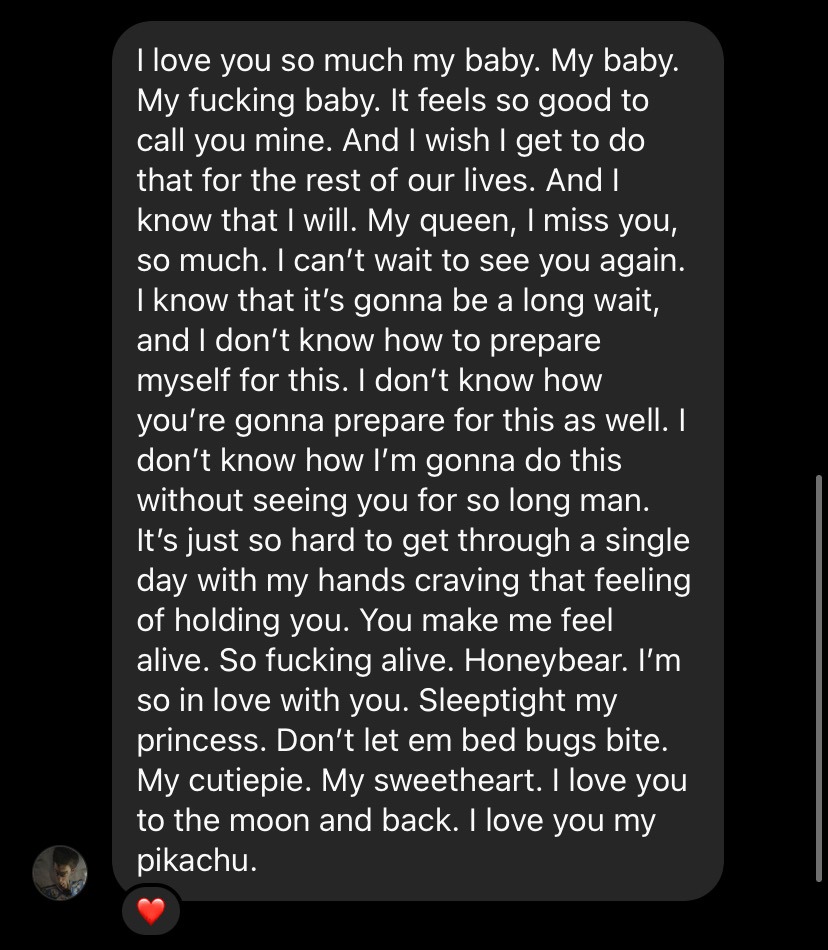 I love you so much my baby. My baby.
My fucking baby. It feels so good to
call you mine. And I wish I get to do
that for the rest of our lives. And I
know that I will. My queen, I miss you,
so much. I can’t wait to see you again.
I know that it’s gonna be a long wait,
and I don’t know how to prepare
myself for this. I don’t know how
you’re gonna prepare for this as well. I
don’t know how I’m gonna do this
without seeing you for so long man.
It’s just so hard to get through a single
day with my hands craving that feeling
of holding you. You make me feel
alive. So fucking alive. Honeybear. I’m
so in love with you. Sleeptight my
princess. Don’t let em bed bugs bite.
My cutiepie. My sweetheart. I love you
to the moon and back. I love you my
pikachu.